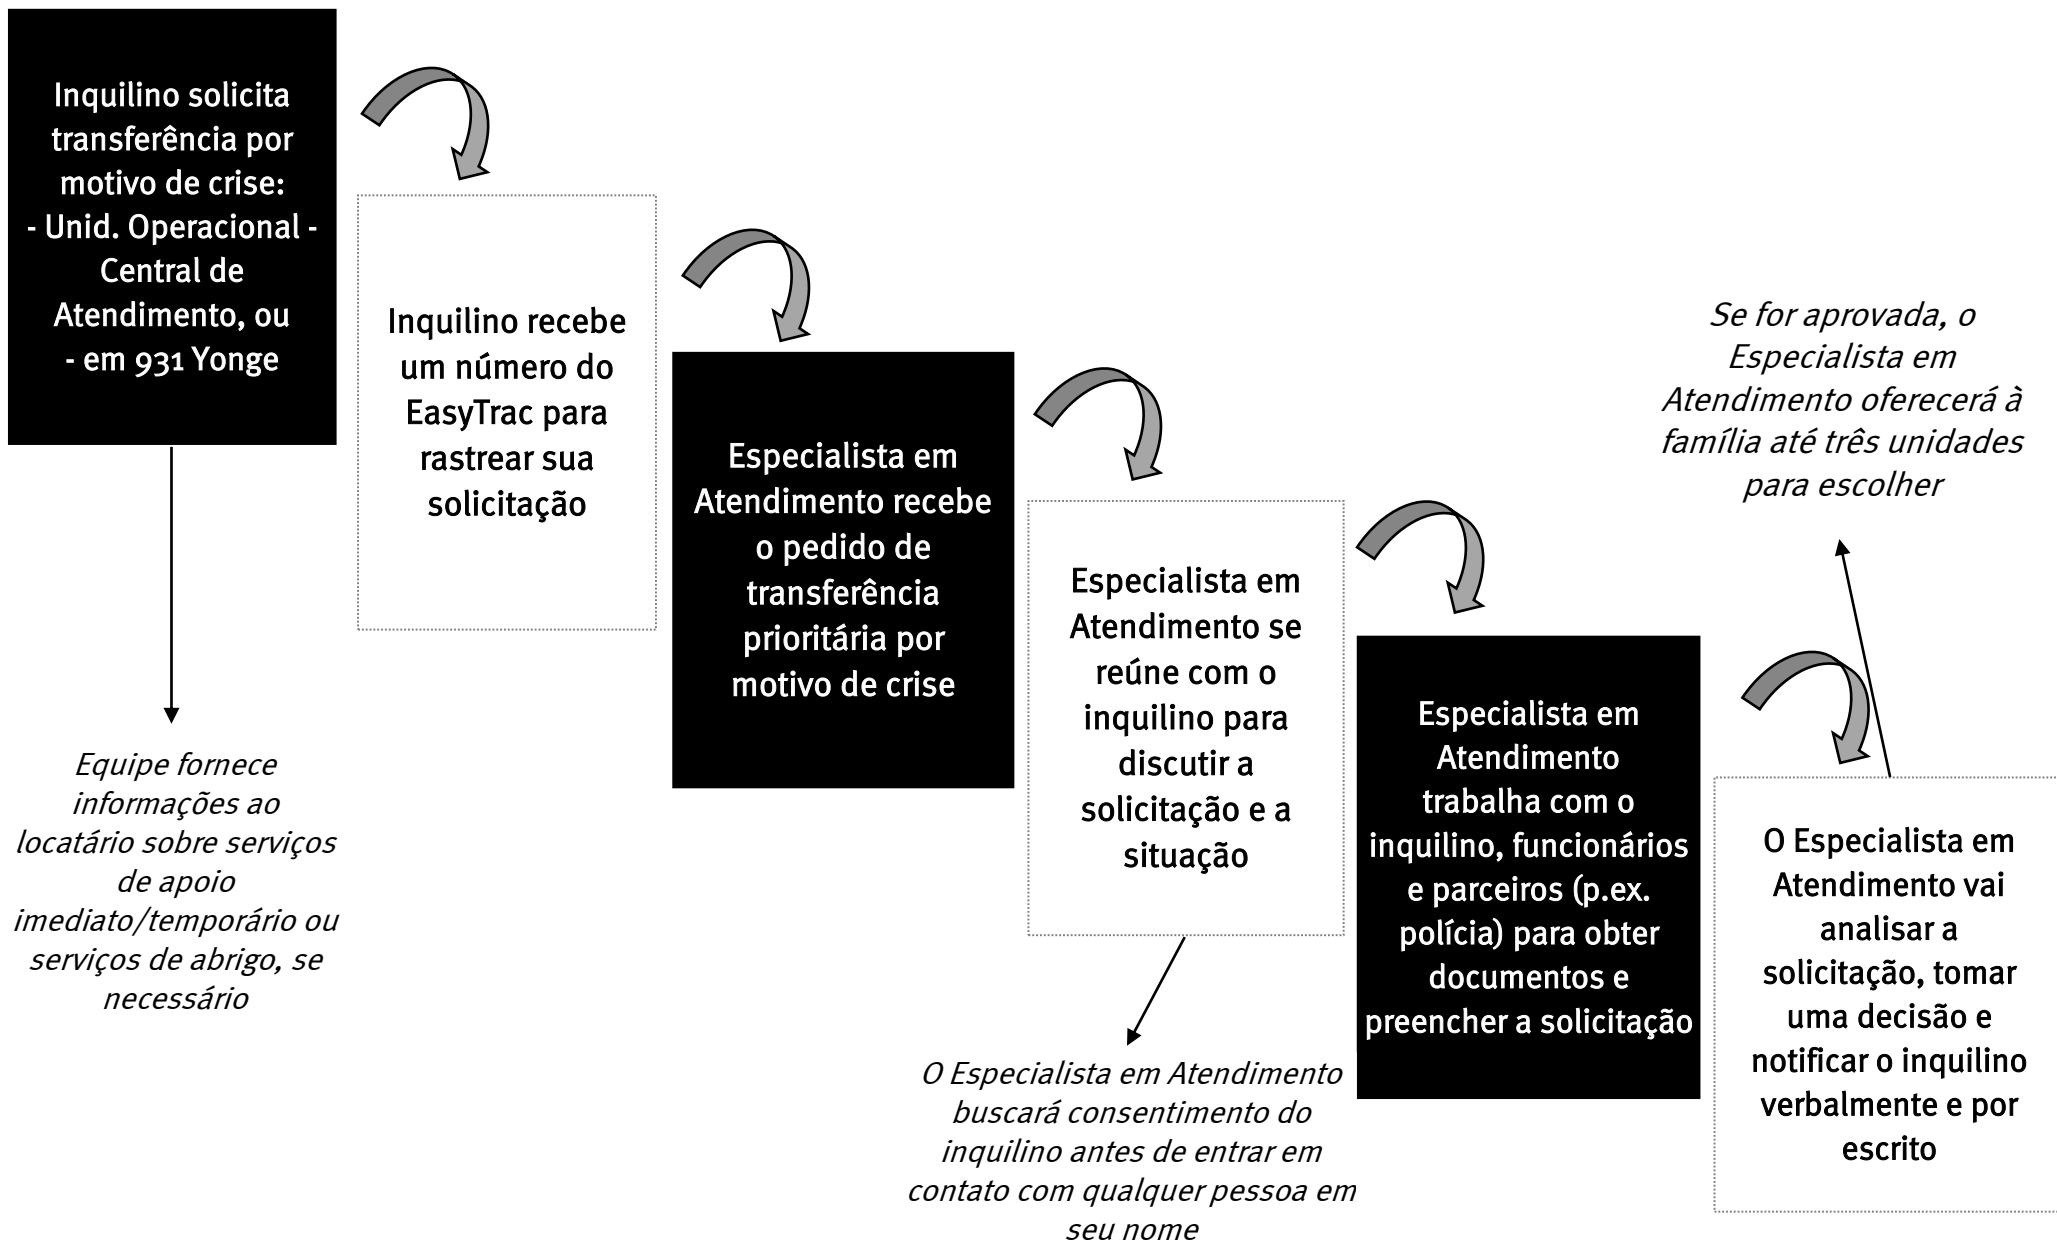 Inquilino solicita
transferência por
motivo de crise:
- Unid. Operacional -
Central de
Atendimento, ou
- em 931 Yonge
Equipe fornece
informações ao
locatário sobre serviços
de apoio
imediato/temporário ou
serviços de abrigo, se
necessário
Inquilino recebe
um número do
EasyTrac para
rastrear sua
solicitação
Especialista em
Atendimento recebe
o pedido de
transferência
prioritária por
motivo de crise
Especialista em
Atendimento se
reúne com o
inquilino para
discutir a
solicitação e a
situação
O Especialista em Atendimento
buscará consentimento do
inquilino antes de entrar em
contato com qualquer pessoa em
seu nome
Especialista em
Atendimento
trabalha com o
inquilino, funcionários
e parceiros (p.ex.
polícia) para obter
documentos e
preencher a solicitação
O Especialista em
Atendimento vai
analisar a
solicitação, tomar
uma decisão e
notificar o inquilino
verbalmente e por
escrito
Se for aprovada, o
Especialista em
Atendimento oferecerá à
família até três unidades
para escolher